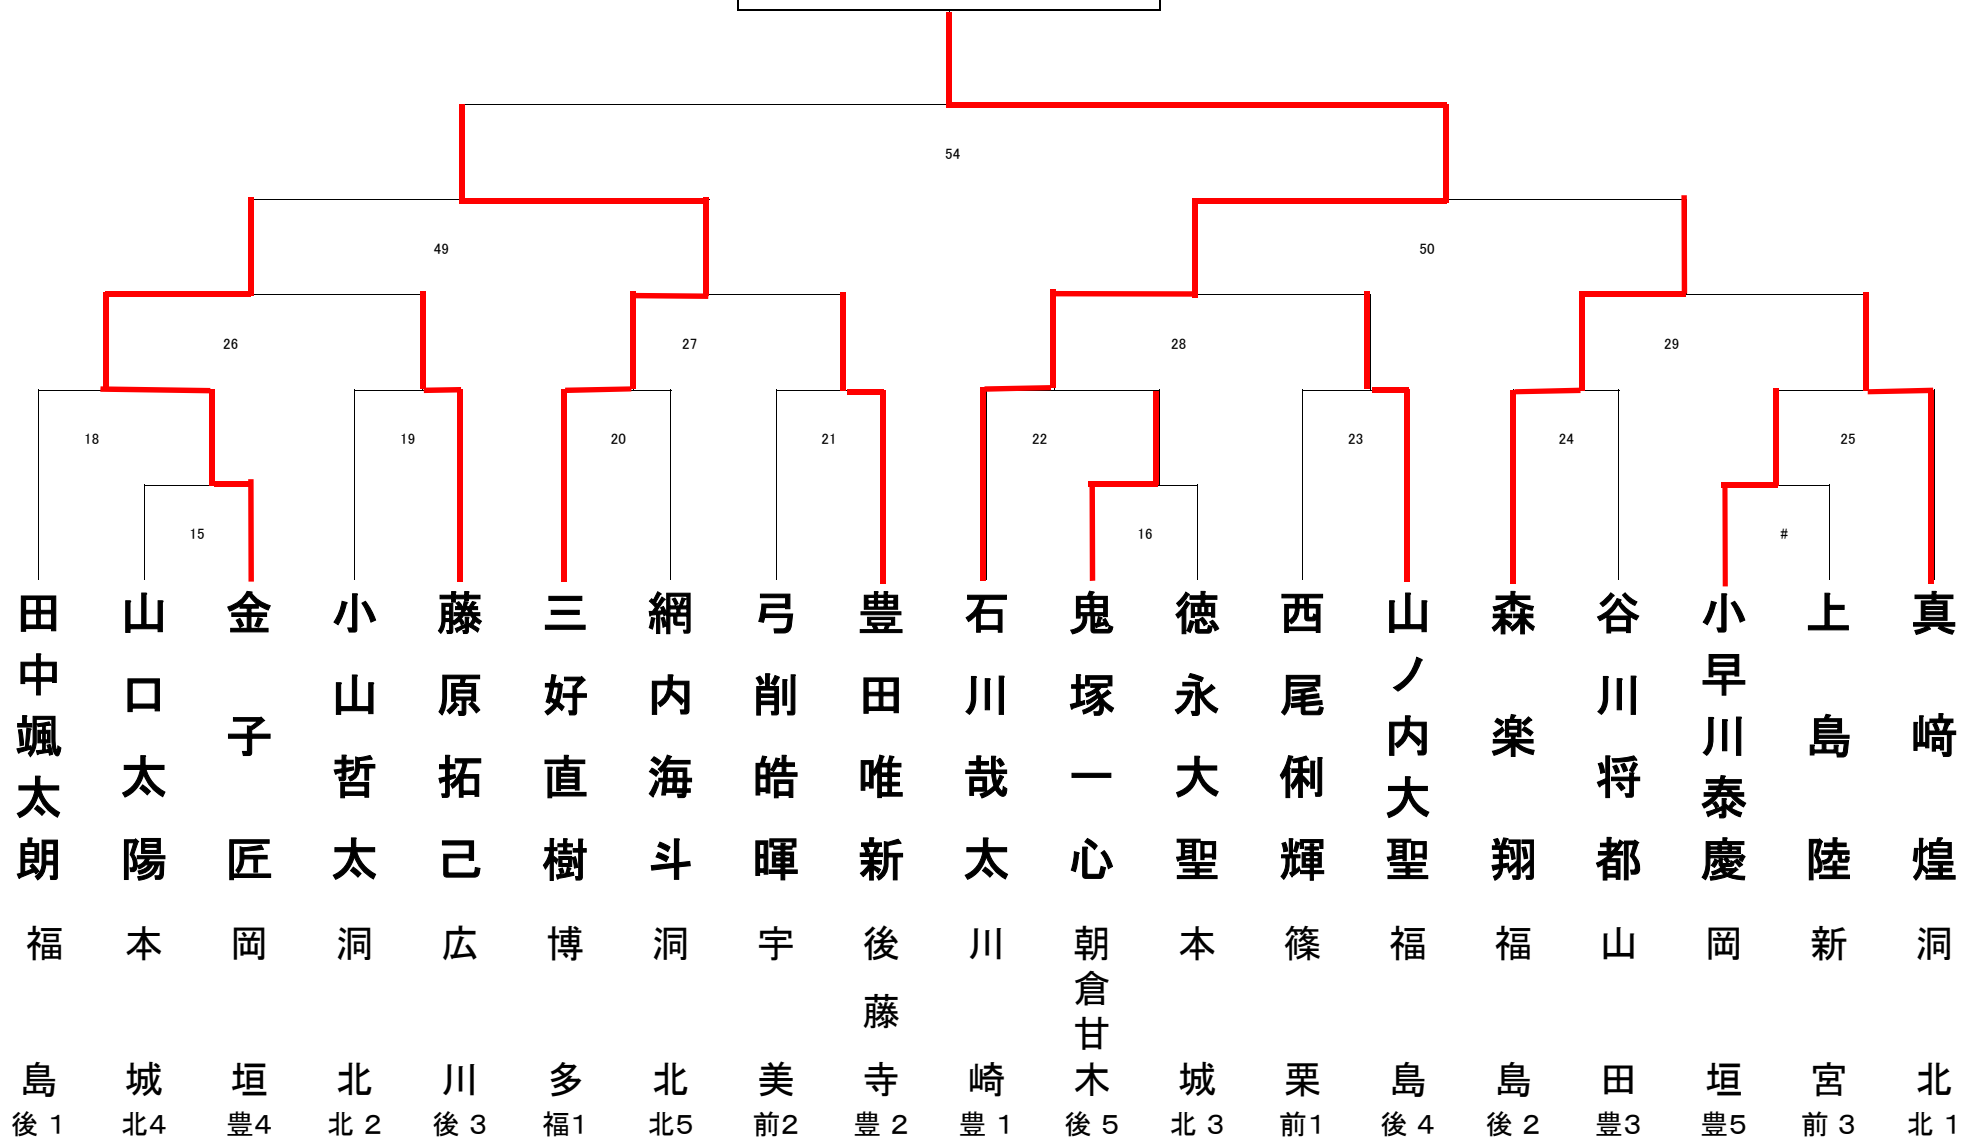 54
49
50
26
27
28
29
18
19
20
21
22
23
24
25
15
16
#
田中颯太朗
山口太陽
金子匠
小山哲太
藤原拓己
三好直樹
網内海斗
弓削皓暉
豊田唯新
石川哉太
鬼塚一心
徳永大聖
西尾俐輝
山ノ内大聖
森楽翔
谷川将都
小早川泰慶
上島陸
真﨑煌
福島
本城
岡垣
洞北
広川
博多
洞北
宇美
後藤寺
川崎
朝倉甘木
本城
篠栗
福島
福島
山田
岡垣
新宮
洞北
後 1
北4
豊4
北 2
後 3
福1
北5
前2
豊 2
豊 1
後 5
北 3
前1
後 4
後 2
豊3
豊5
前 3
北 1